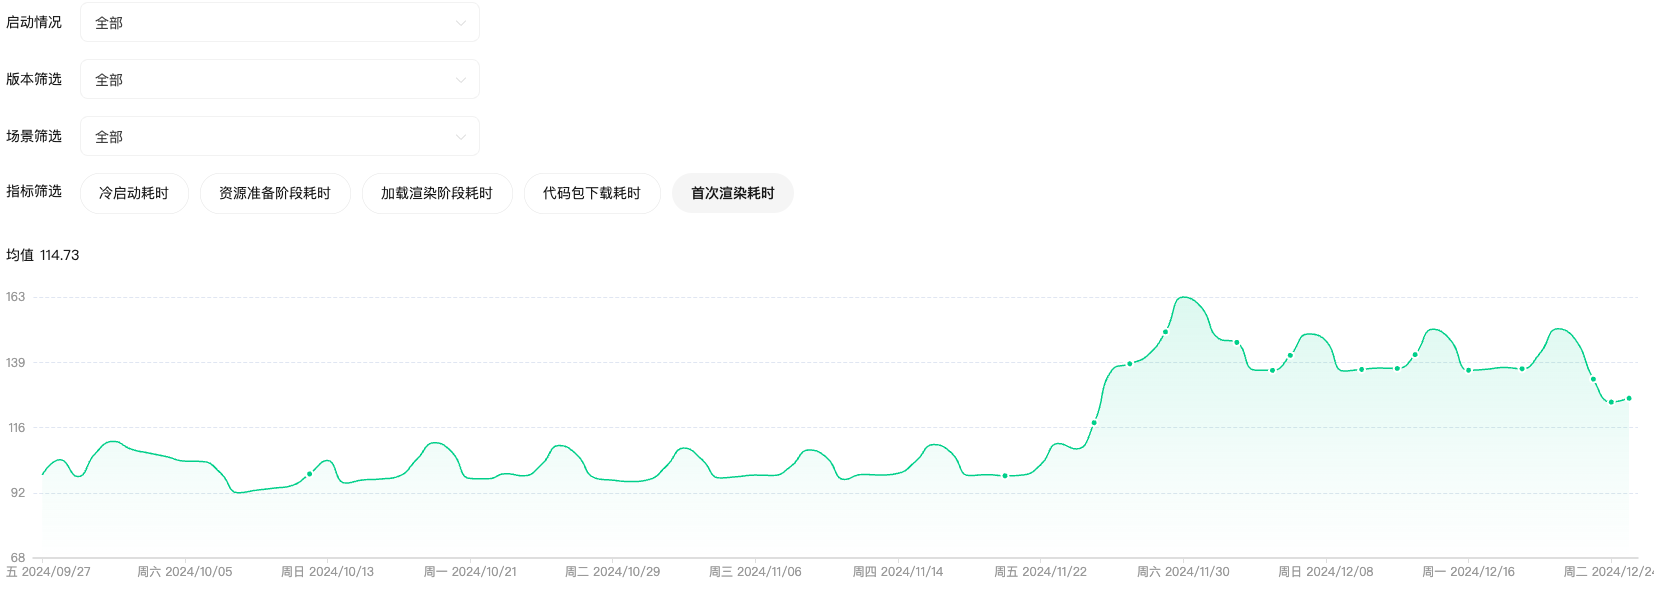 启动情况 全部
版本筛选 全部
场景筛选 全部
指标筛选 冷启动耗时 资源准备阶段耗时 加载渲染阶段耗时 代码包下载耗时 首次渲染耗时
均值 114.73
163
139
116
92
68
五 2024/09/27 周六 2024/10/05 周日 2024/10/13 周一 2024/10/21 周二 2024/10/29 周三 2024/11/06 周四 2024/11/14 周五 2024/11/22 周六 2024/11/30 周日 2024/12/08 周一 2024/12/16 周二 2024/12/24